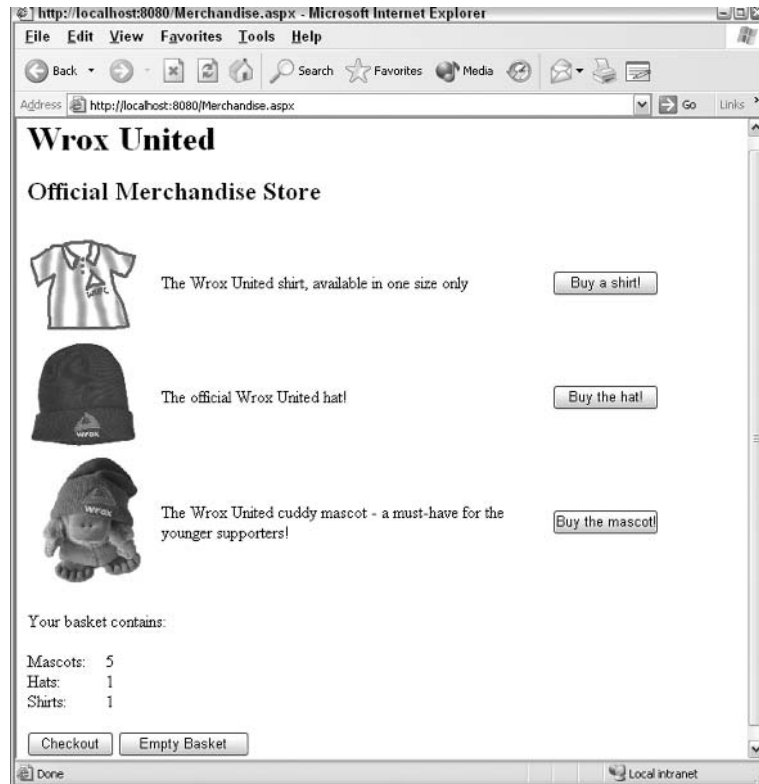 http://localhost:8080/Merchandise.aspx - Microsoft Internet Explorer
File Edit View Favorites Tools Help
Back Search Favorites Media
Address http://localhost:8080/Merchandise.aspx Go Links
Wrox United
Official Merchandise Store
The Wrox United shirt, available in one size only
Buy a shirt!
wrox
The official Wrox United hat!
Buy the hat!
wrox
The Wrox United cuddy mascot - a must-have for the
younger supporters!
Buy the mascot!
Your basket contains:
Mascots: 5
Hats: 1
Shirts: 1
Checkout Empty Basket
Done Local intranet